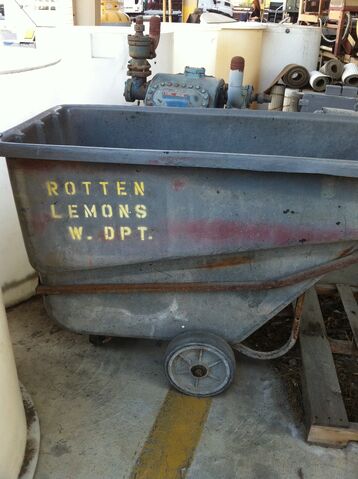 ROTTEN
LEMONS
W. DPT.